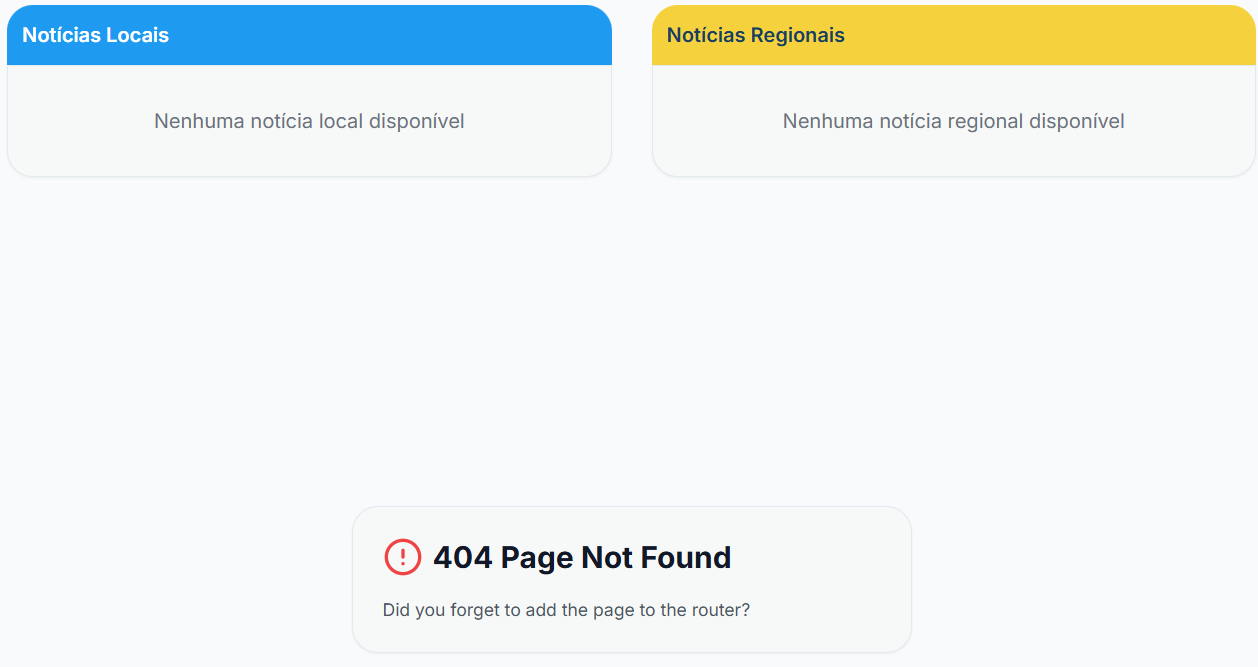 Notícias Locais
Notícias Regionais
Nenhuma notícia local disponível
Nenhuma notícia regional disponível
404 Page Not Found
Did you forget to add the page to the router?